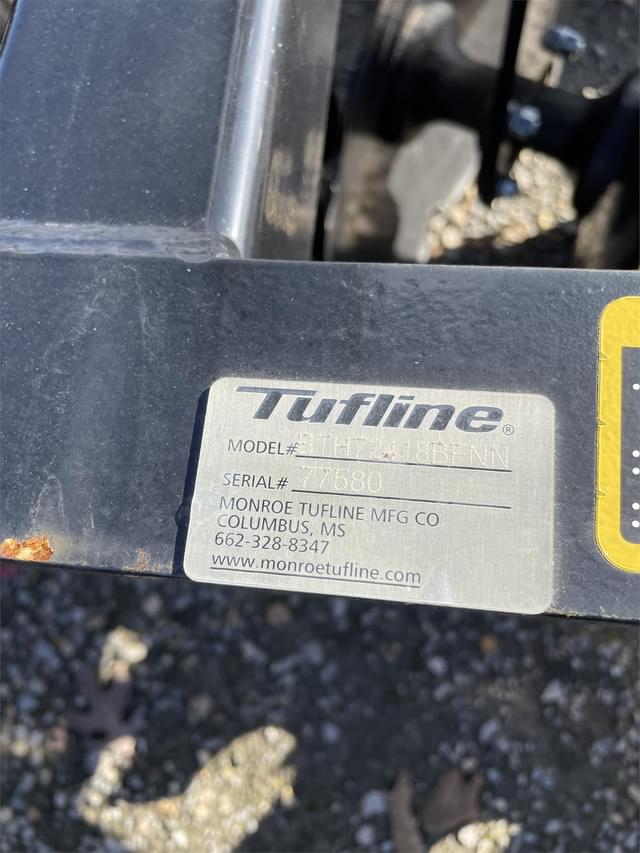 Tufline®
MODEL#
SERIAL# 77580
MONROE TUFLINE MFG CO
COLUMBUS, MS
662-328-8347
www.monroetufline.com